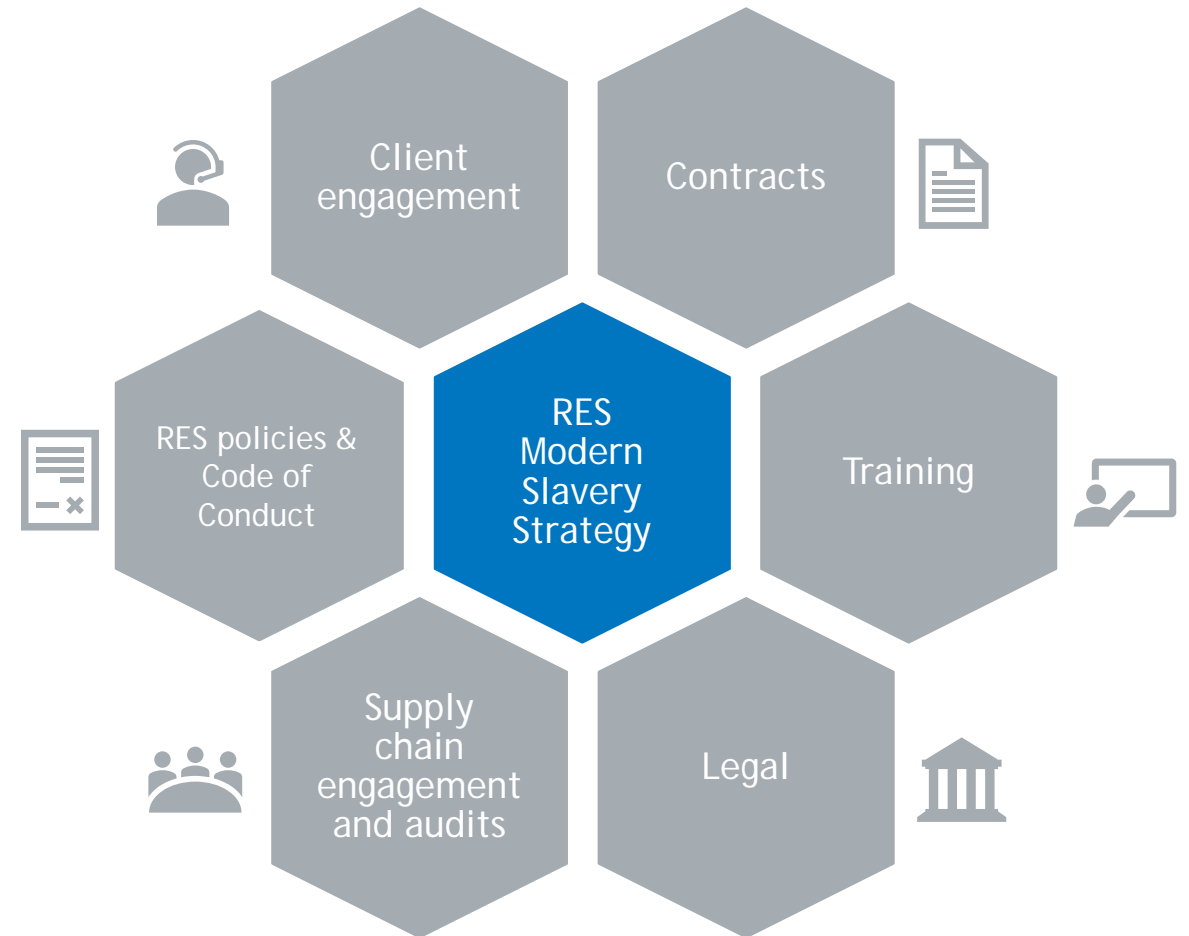 Client
engagement
Contracts
RES policies &
Code of
Conduct
RES
Modern
Slavery
Strategy
Training
Supply
chain
engagement
and audits
Legal